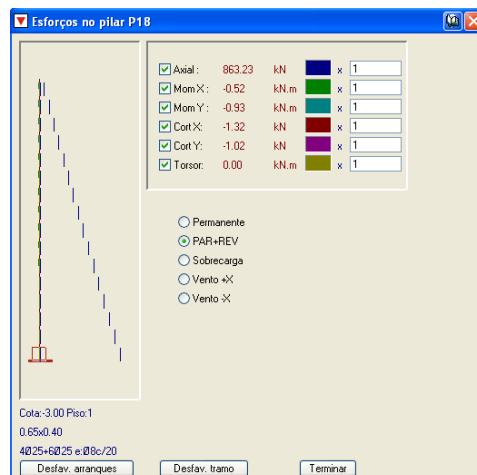 Esforços no pilar P18
Axial : 863.23 kN x 1
Mom X : -0.52 kN.m x 1
Mom Y : -0.93 kN.m x 1
Cort X: -1.32 kN x 1
Cort Y: -1.02 kN x 1
Torsor: 0.00 kN.m x 1
Permanente
PAR+REV
Sobrecarga
Vento +X
Vento -X
Cota:-3.00 Piso:1
0.65x0.40
4Ø25+6Ø25 e:Ø8c/20
Desfav. arranques Desfav. tramo Terminar